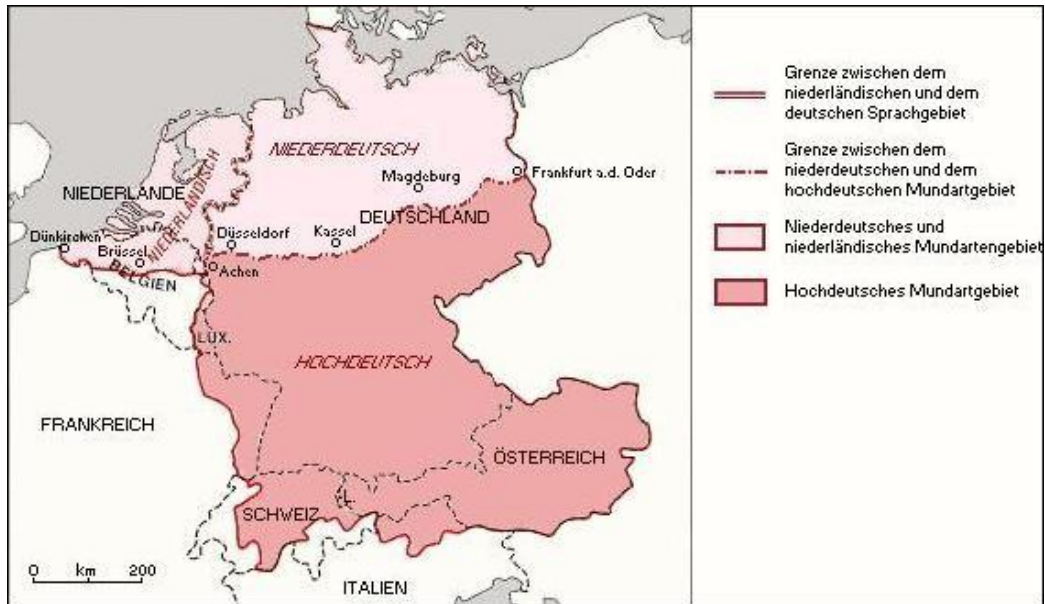 NIEDERDEUTSCH
Magdeburg
Frankfurt a.d. Oder
NIEDERLANDE
NIEDERLÄNDISCH
DEUTSCHLAND
Dünkirchen
Düsseldorf
Kassel
Brüssel
Achen
BELGIEN
LUX.
HOCHDEUTSCH
FRANKREICH
ÖSTERREICH
L.
SCHWEIZ
ITALIEN
0 km 200
Grenze zwischen dem
niederländischen und dem
deutschen Sprachgebiet
Grenze zwischen dem
niederdeutschen und dem
hochdeutschen Mundartgebiet
Niederdeutsches und
niederländisches Mundartengebiet
Hochdeutsches Mundartgebiet